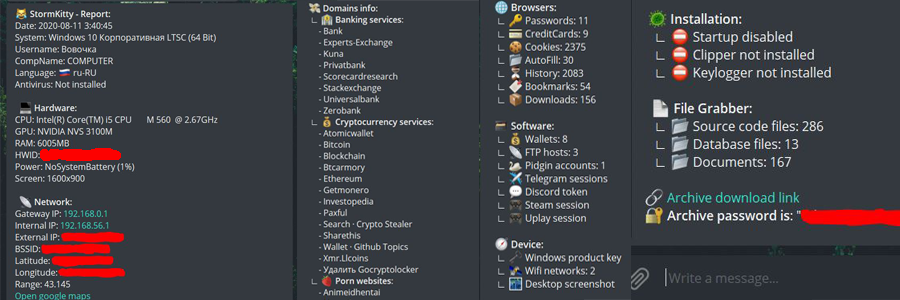 StormKitty - Report:
Date: 2020-08-11 3:40:45
System: Windows 10 Корпоративная LTSC (64 Bit)
Username: Вовочка
CompName: COMPUTER
Language: ru-RU
Antivirus: Not installed
Hardware:
CPU: Intel(R) Core(TM) i5 CPU M 560 @ 2.67GHz
GPU: NVIDIA NVS 3100M
RAM: 6005MB
HWID:
Power: NoSystemBattery (1%)
Screen: 1600x900
Network:
Gateway IP: 192.168.0.1
Internal IP: 192.168.56.1
External IP:
BSSID:
Latitude:
Longitude:
Range: 43.145
Open google maps
Domains info:
Banking services:
- Bank
- Experts-Exchange
- Kuna
- Privatbank
- Scorecardresearch
- Stackexchange
- Universalbank
- Zerobank
Cryptocurrency services:
- Atomicwallet
- Bitcoin
- Blockchain
- Btcarmory
- Ethereum
- Getmonero
- Investopedia
- Paxful
- Search · Crypto Stealer
- Sharethis
- Wallet · Github Topics
- Xmr.Llcoins
- Удалить Gocryptolocker
Porn websites:
- Animeidhentai
Browsers:
Passwords: 11
CreditCards: 9
Cookies: 2375
AutoFill: 30
History: 2083
Bookmarks: 54
Downloads: 156
Software:
Wallets: 8
FTP hosts: 3
Pidgin accounts: 1
Telegram sessions
Discord token
Steam session
Uplay session
Device:
Windows product key
Wifi networks: 2
Desktop screenshot
Installation:
Startup disabled
Clipper not installed
Keylogger not installed
File Grabber:
Source code files: 286
Database files: 13
Documents: 167
Archive download link
Archive password is: "
Write a message...